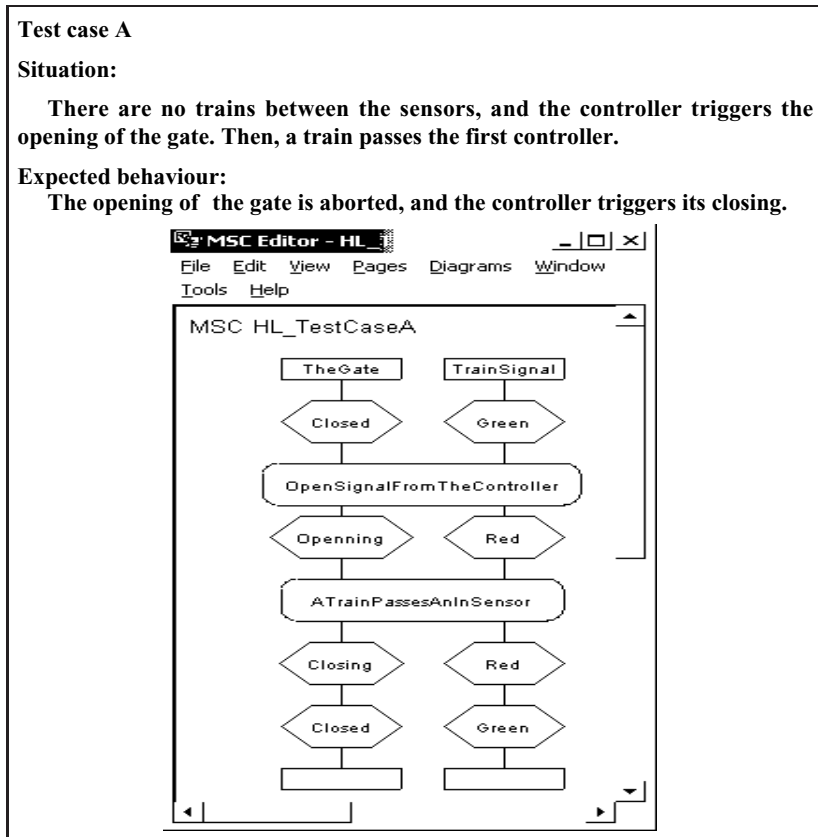 Test case A
Situation:
There are no trains between the sensors, and the controller triggers the
opening of the gate. Then, a train passes the first controller.
Expected behaviour:
The opening of the gate is aborted, and the controller triggers its closing.
MSC Editor - HL_
File Edit View Pages Diagrams Window
Tools Help
MSC HL_TestCaseA
TheGate TrainSignal
Closed Green
OpenSignalFromTheController
Openning Red
ATrainPassesAnInSensor
Closing Red
Closed Green